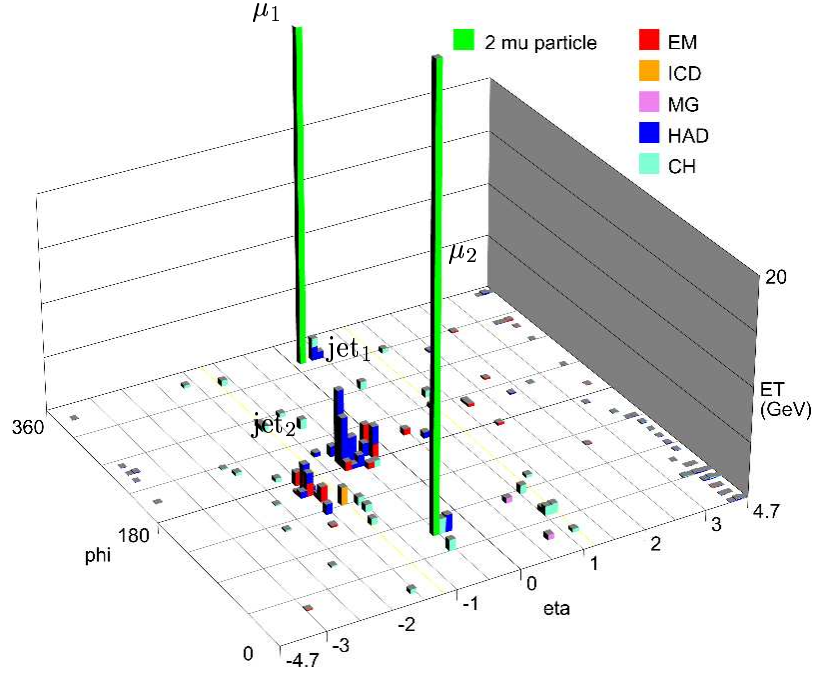 μ1
2 mu particle
EM
ICD
MG
HAD
CH
μ2
20
jet1
ET
(GeV)
360
jet2
4.7
180
3
phi
2
1
0
eta
-1
-2
-3
0
-4.7